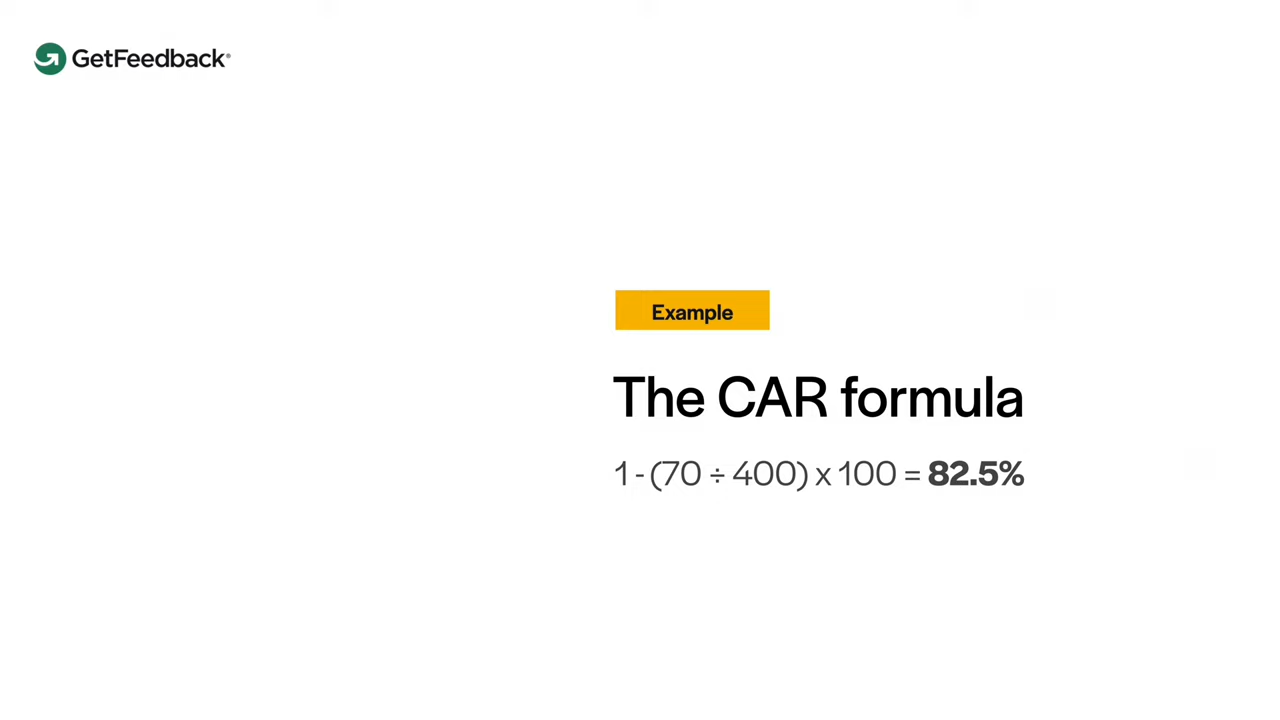 GetFeedback®
Example
The CAR formula
1 - (70 ÷ 400) x 100 = 82.5%